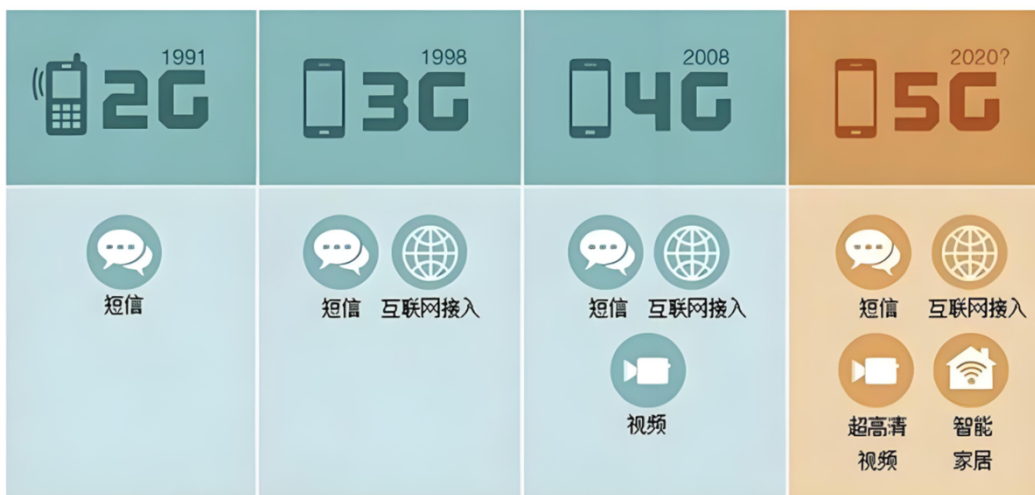 1991
2G
1998
3G
2008
4G
2020?
5G
短信
短信 互联网接入
短信 互联网接入
视频
短信 互联网接入
超高清
视频
智能
家居